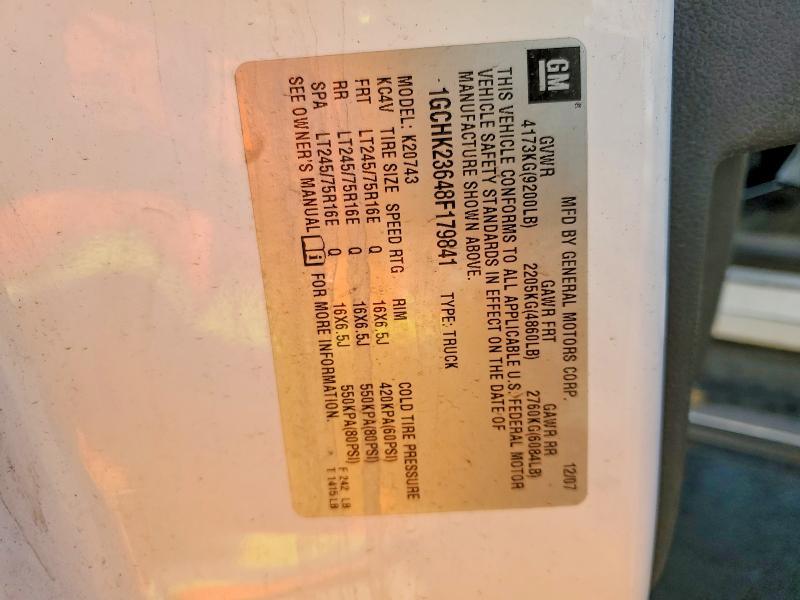 GM®
MFD BY GENERAL MOTORS CORP. 12/07
GVWR GAWR FRT GAWR RR
4173KG(9200LB) 2205KG(4860LB) 2760KG(6084LB)
THIS VEHICLE CONFORMS TO ALL APPLICABLE U.S. FEDERAL MOTOR
VEHICLE SAFETY STANDARDS IN EFFECT ON THE DATE OF
MANUFACTURE SHOWN ABOVE.
1GCHK23648F179841 TYPE: TRUCK
MODEL: K20743
KC4V TIRE SIZE SPEED RTG RIM COLD TIRE PRESSURE
FRT LT245/75R16E Q 16X6.5J 420KPA(60PSI)
RR LT245/75R16E Q 16X6.5J 550KPA(80PSI)
SPA LT245/75R16E Q 16X6.5J 550KPA(80PSI)
SEE OWNER'S MANUAL FOR MORE INFORMATION.
F 242 LB
T 1415 LB